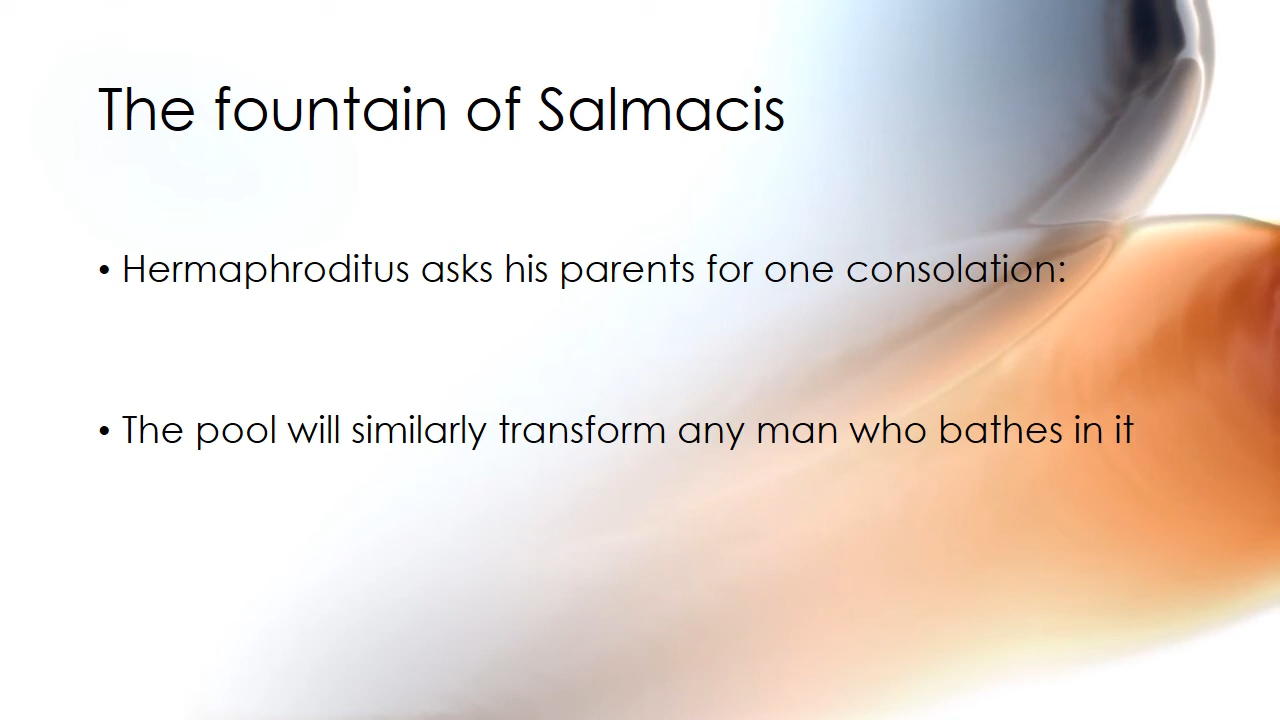 The fountain of Salmacis
• Hermaphroditus asks his parents for one consolation:
• The pool will similarly transform any man who bathes in it